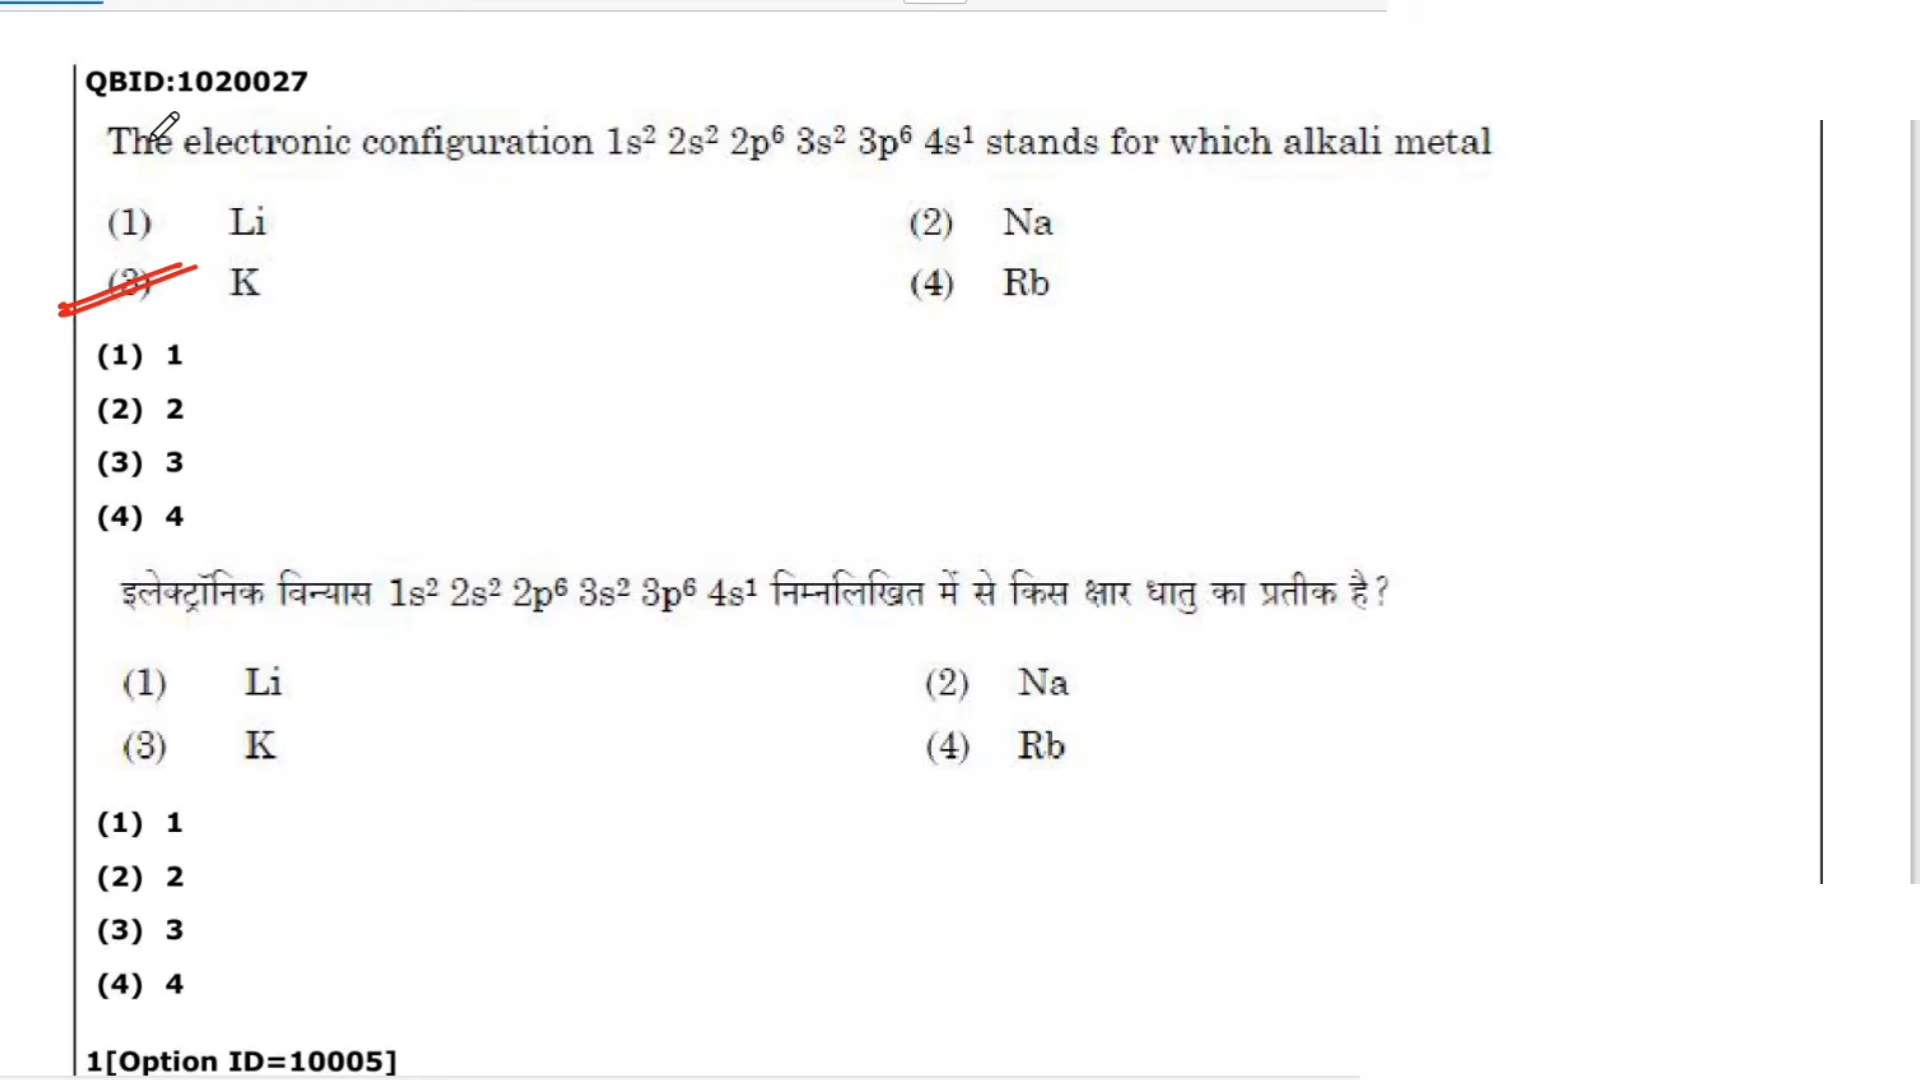 QBID:1020027
The electronic configuration 1s² 2s² 2p⁶ 3s² 3p⁶ 4s¹ stands for which alkali metal
(1) Li (2) Na
(3) K (4) Rb
(1) 1
(2) 2
(3) 3
(4) 4
इलेक्ट्रॉनिक विन्यास 1s² 2s² 2p⁶ 3s² 3p⁶ 4s¹ निम्नलिखित में से किस क्षार धातु का प्रतीक है?
(1) Li (2) Na
(3) K (4) Rb
(1) 1
(2) 2
(3) 3
(4) 4
1[Option ID=10005]